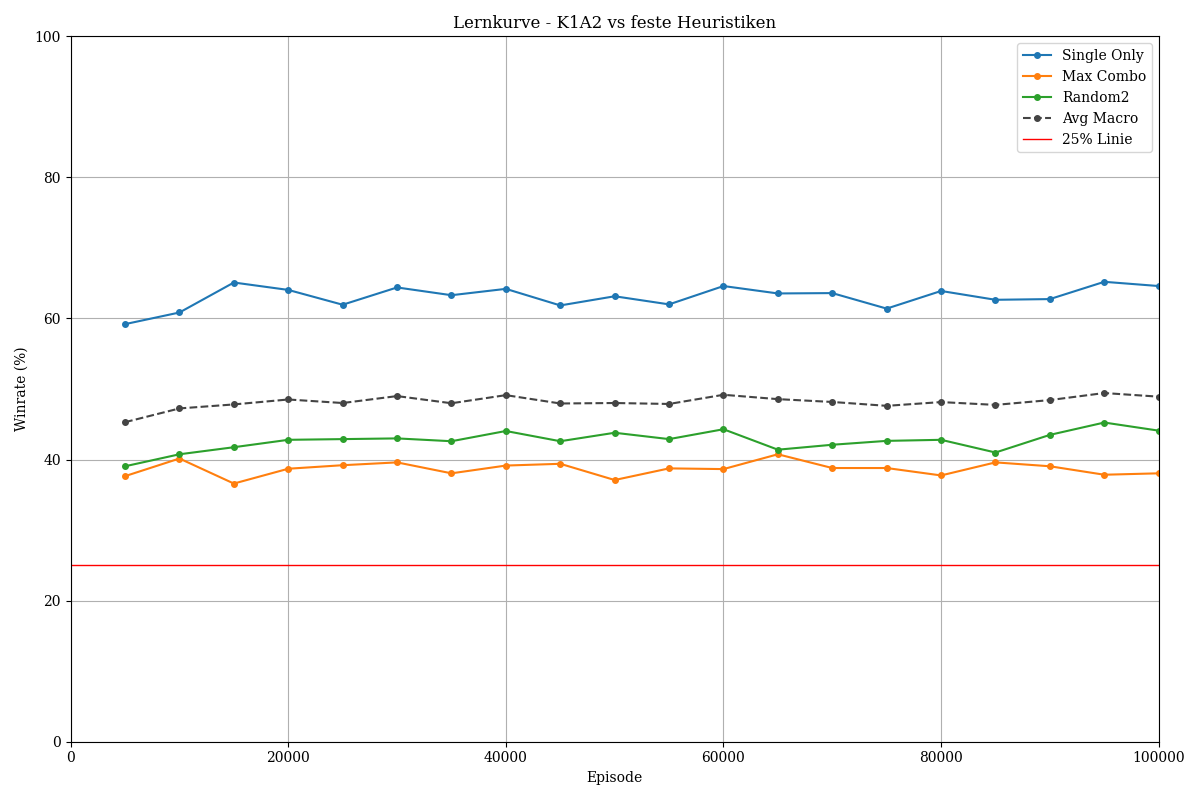 Lernkurve - K1A2 vs feste Heuristiken
100
80
60
40
20
0
Winrate (%)
Single Only
Max Combo
Random2
Avg Macro
25% Linie
0 20000 40000 60000 80000 100000
Episode